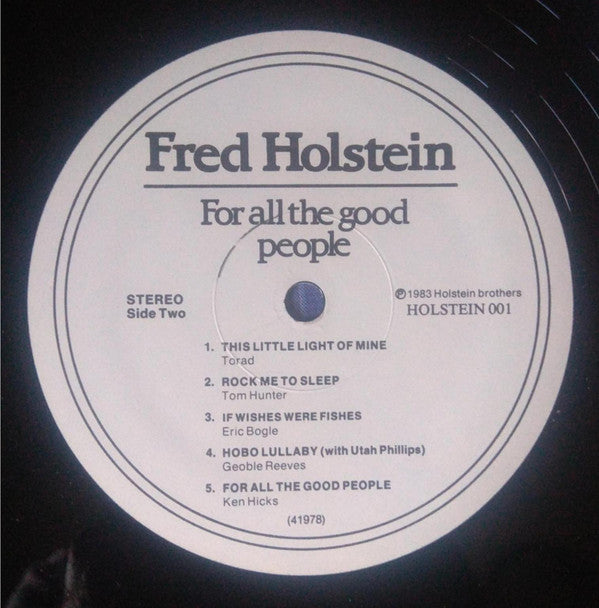 Fred Holstein
For all the good
people
STEREO
Side Two
℗ 1983 Holstein brothers
HOLSTEIN 001
1. THIS LITTLE LIGHT OF MINE
Torad
2. ROCK ME TO SLEEP
Tom Hunter
3. IF WISHES WERE FISHES
Eric Bogle
4. HOBO LULLABY (with Utah Phillips)
Geoble Reeves
5. FOR ALL THE GOOD PEOPLE
Ken Hicks
(41978)